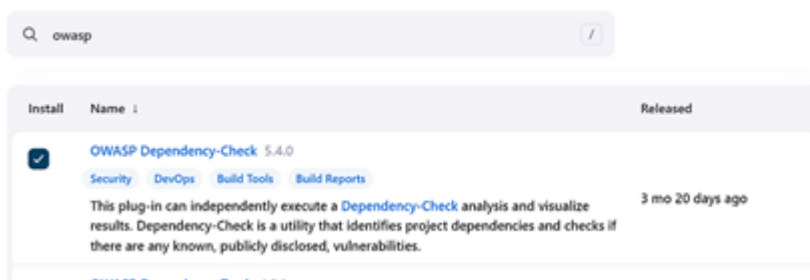 owasp /
Install Name ↓ Released
OWASP Dependency-Check 5.4.0
Security DevOps Build Tools Build Reports
This plug-in can independently execute a Dependency-Check analysis and visualize
results. Dependency-Check is a utility that identifies project dependencies and checks if
there are any known, publicly disclosed, vulnerabilities.
3 mo 20 days ago